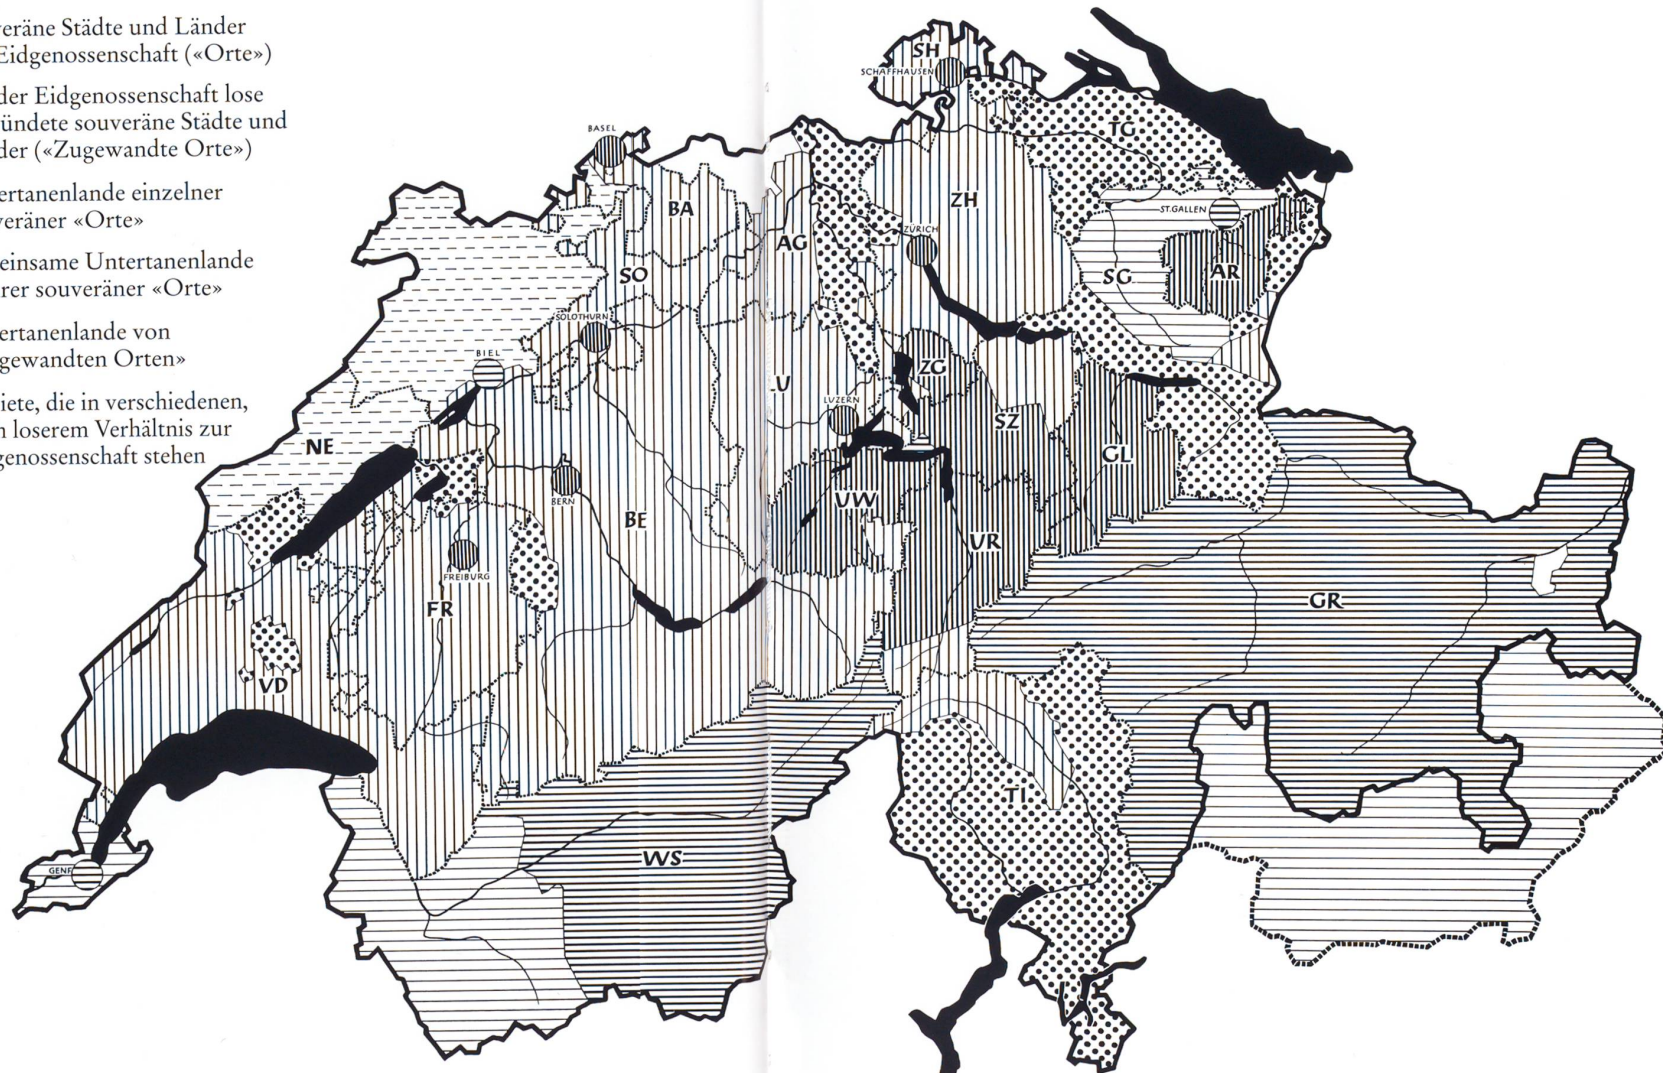 veräne Städte und Länder
Eidgenossenschaft («Orte»)
der Eidgenossenschaft lose
ündete souveräne Städte und
der («Zugewandte Orte»)
ertanenlande einzelner
veräner «Orte»
einsame Untertanenlande
rer souveräner «Orte»
ertanenlande von
gewandten Orten»
iete, die in verschiedenen,
n loserem Verhältnis zur
genossenschaft stehen
SH
SCHAFFHAUSEN
TG
BASEL
BA
ZH
ST.GALLEN
ZÜRICH
AG
SO
SG
AR
SOLOTHURN
BIEL
ZG
U
LUZERN
SZ
NE
GL
BERN
UW
BE
UR
FREIBURG
FR
GR
VD
TI
WS
GENF